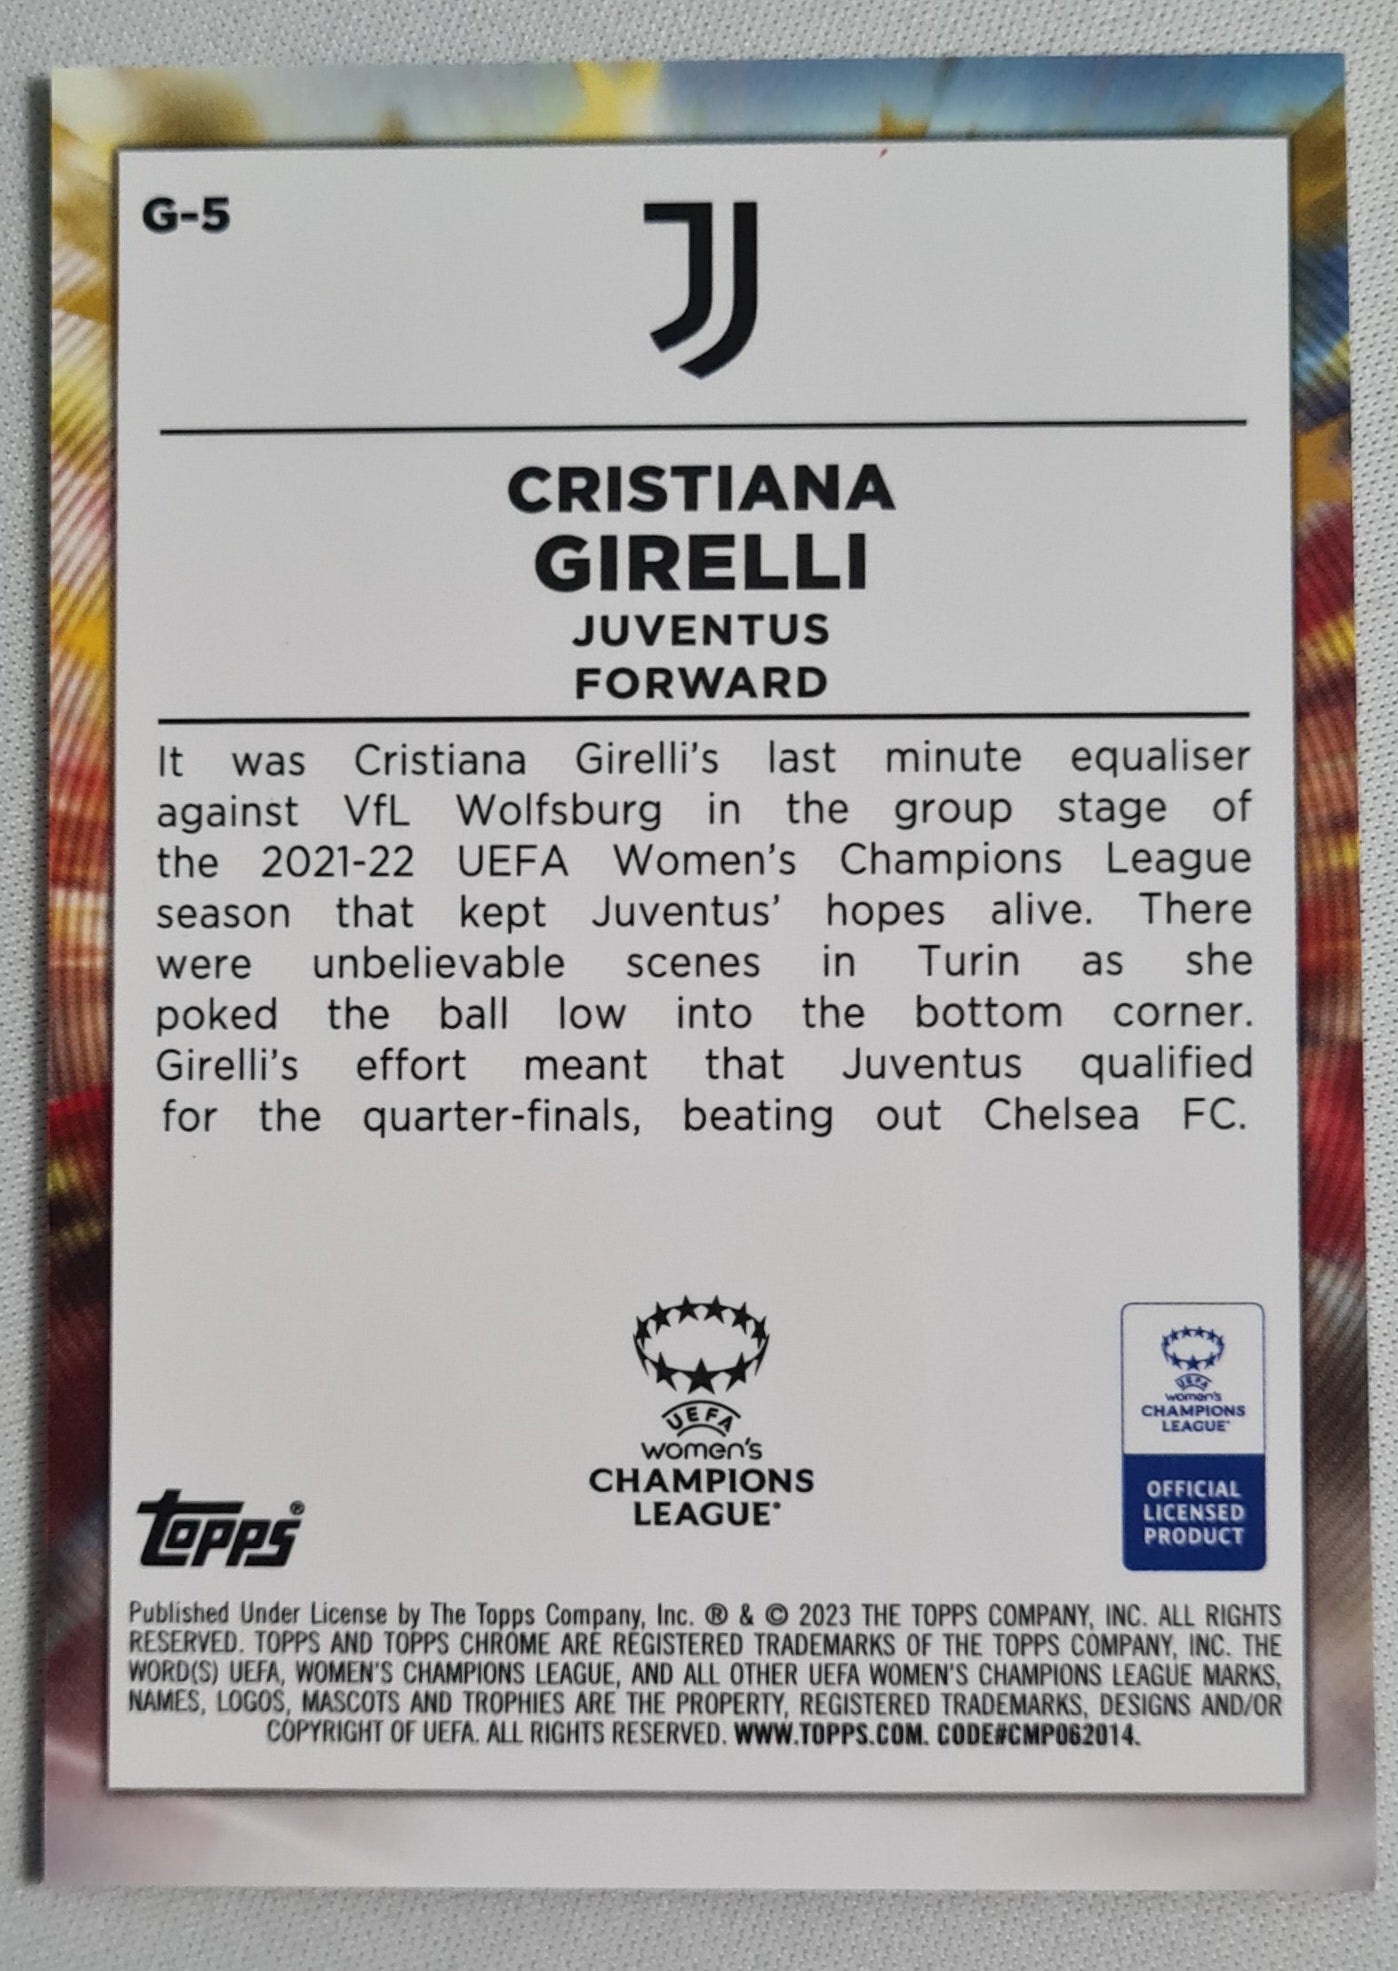 G-5
CRISTIANA
GIRELLI
JUVENTUS
FORWARD
It was Cristiana Girelli's last minute equaliser
against VfL Wolfsburg in the group stage of
the 2021-22 UEFA Women's Champions League
season that kept Juventus' hopes alive. There
were unbelievable scenes in Turin as she
poked the ball low into the bottom corner.
Girelli's effort meant that Juventus qualified
for the quarter-finals, beating out Chelsea FC.
UEFA
women's
CHAMPIONS
LEAGUE
UEFA
women's
CHAMPIONS
LEAGUE
OFFICIAL
LICENSED
PRODUCT
Topps®
Published Under License by The Topps Company, Inc. ® & © 2023 THE TOPPS COMPANY, INC. ALL RIGHTS
RESERVED. TOPPS AND TOPPS CHROME ARE REGISTERED TRADEMARKS OF THE TOPPS COMPANY, INC. THE
WORD(S) UEFA, WOMEN'S CHAMPIONS LEAGUE, AND ALL OTHER UEFA WOMEN'S CHAMPIONS LEAGUE MARKS,
NAMES, LOGOS, MASCOTS AND TROPHIES ARE THE PROPERTY, REGISTERED TRADEMARKS, DESIGNS AND/OR
COPYRIGHT OF UEFA. ALL RIGHTS RESERVED. WWW.TOPPS.COM. CODE#CMP062014.